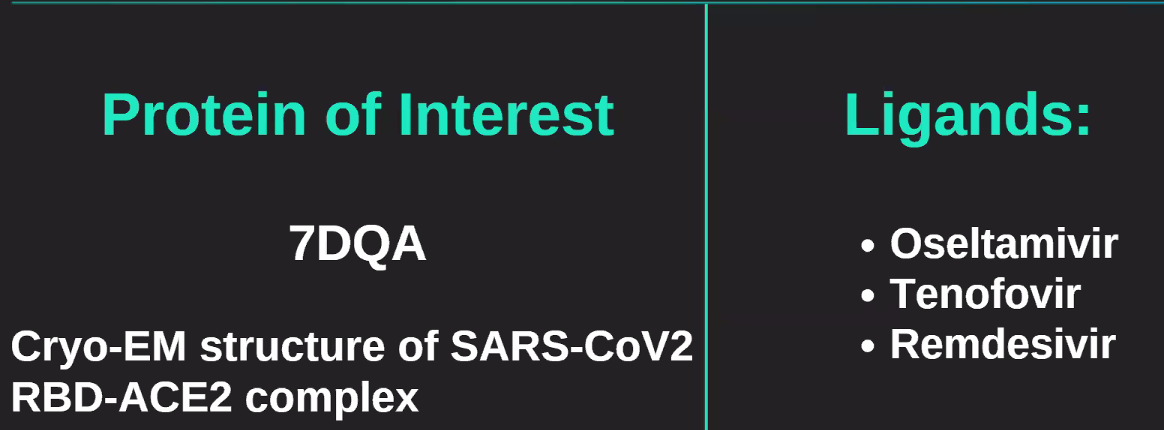 Protein of Interest
7DQA
Cryo-EM structure of SARS-CoV2
RBD-ACE2 complex
Ligands:
• Oseltamivir
• Tenofovir
• Remdesivir